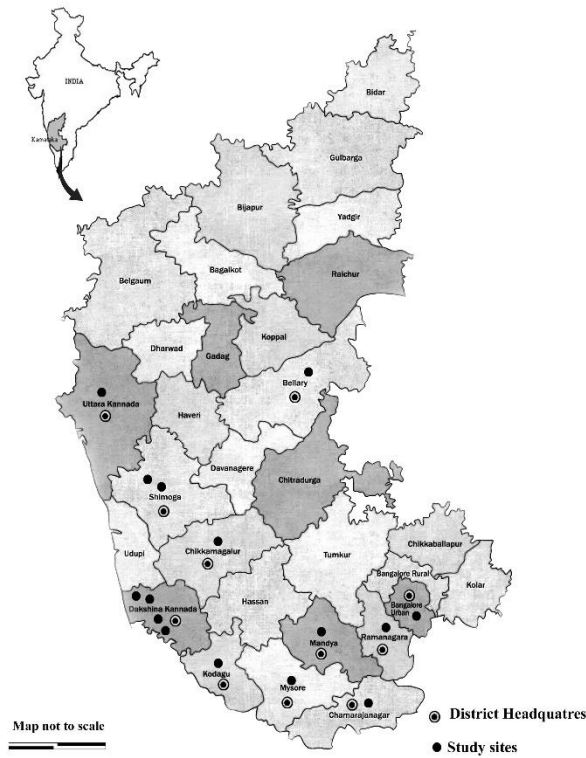 INDIA
Karnataka
Bidar
Gulbarga
Bijapur
Yadgir
Belgaum
Bagalkot
Raichur
Dharwad
Gadag
Koppal
Bellary
Uttara Kannada
Haveri
Davanagere
Chitradurga
Shimoga
Udupi
Chikkamagalur
Tumkur
Chikkaballapur
Bangalore Rural
Kolar
Dakshina Kannada
Hassan
Bangalore
Urban
Mandya
Ramanagara
Kodagu
Mysore
Chamarajanagar
Map not to scale
District Headquatres
Study sites